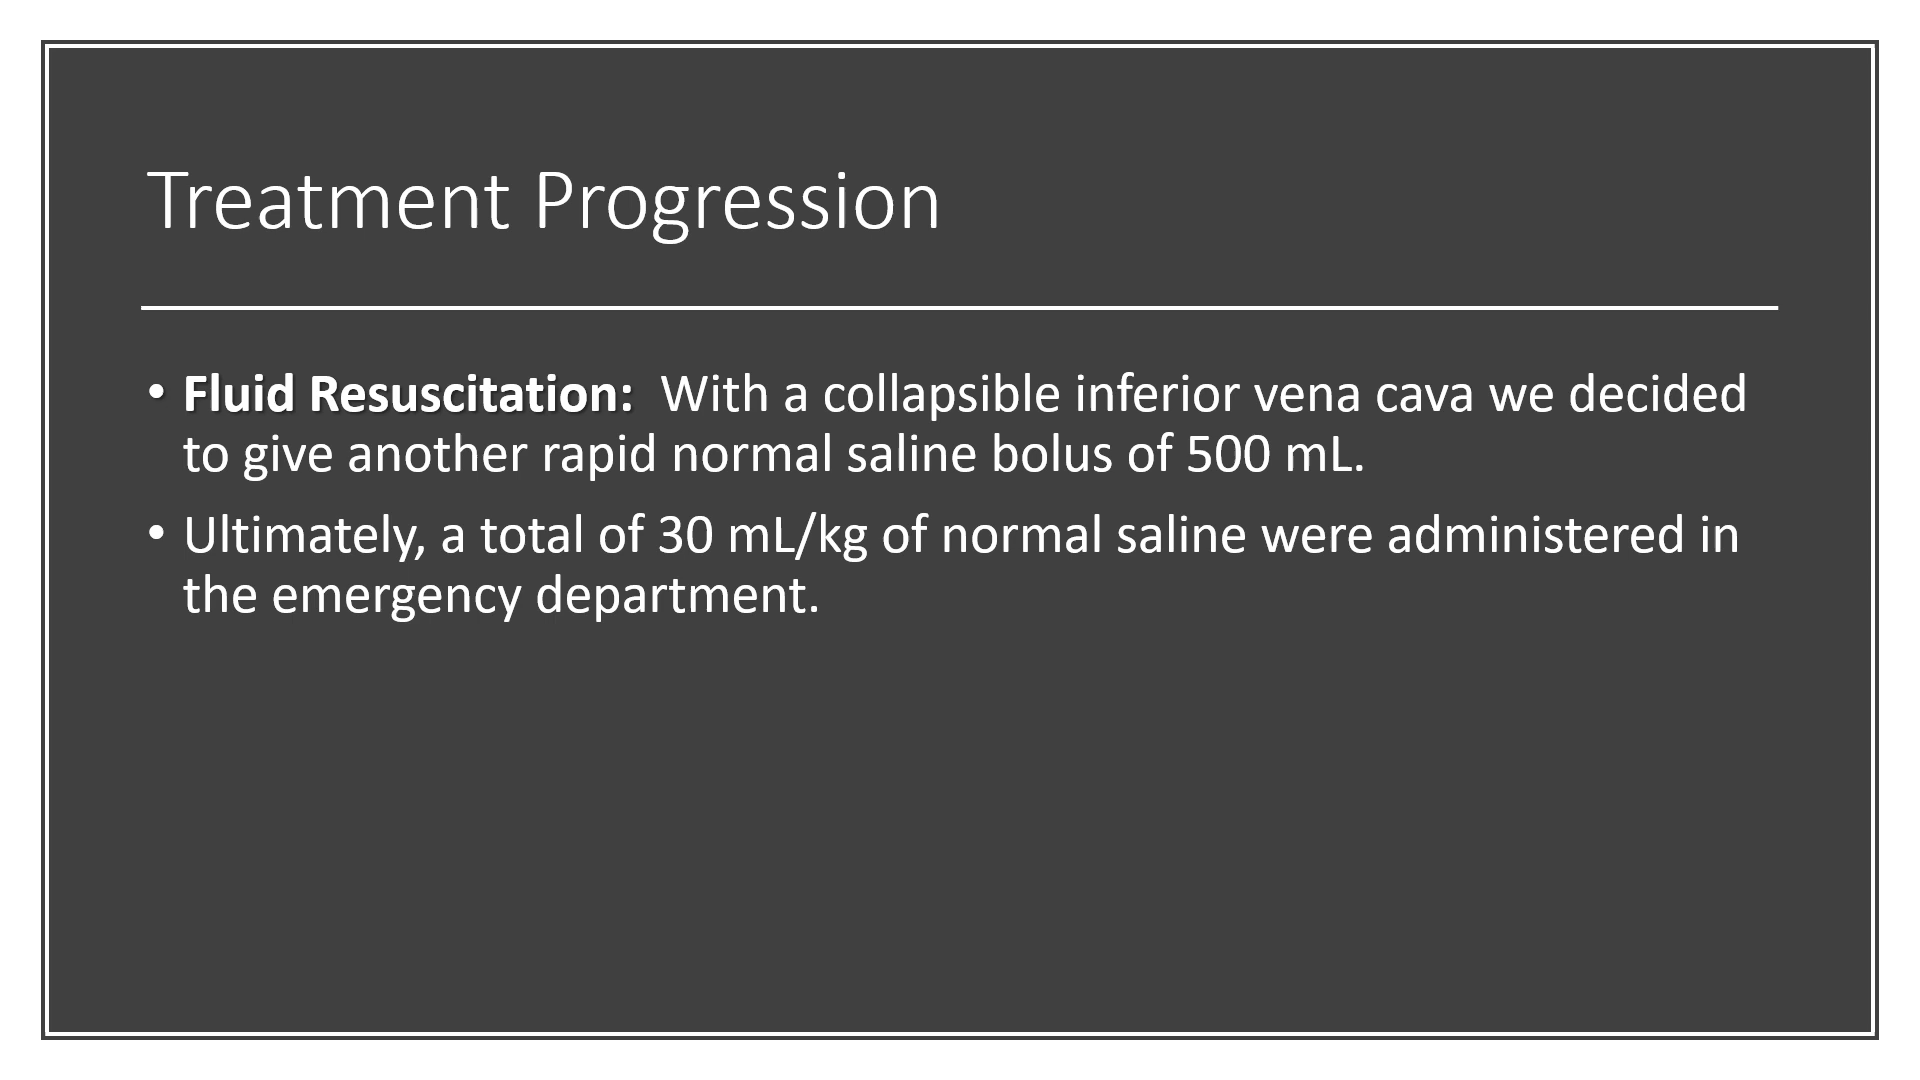 Treatment Progression
• Fluid Resuscitation:  With a collapsible inferior vena cava we decided
to give another rapid normal saline bolus of 500 mL.
• Ultimately, a total of 30 mL/kg of normal saline were administered in
the emergency department.